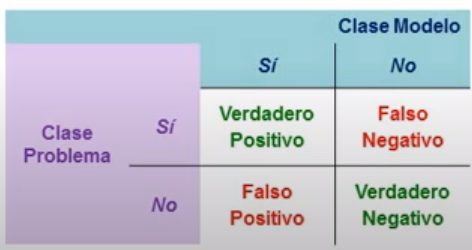 Clase Modelo
Sí No
Clase
Problema
Sí
Verdadero
Positivo
Falso
Negativo
No
Falso
Positivo
Verdadero
Negativo